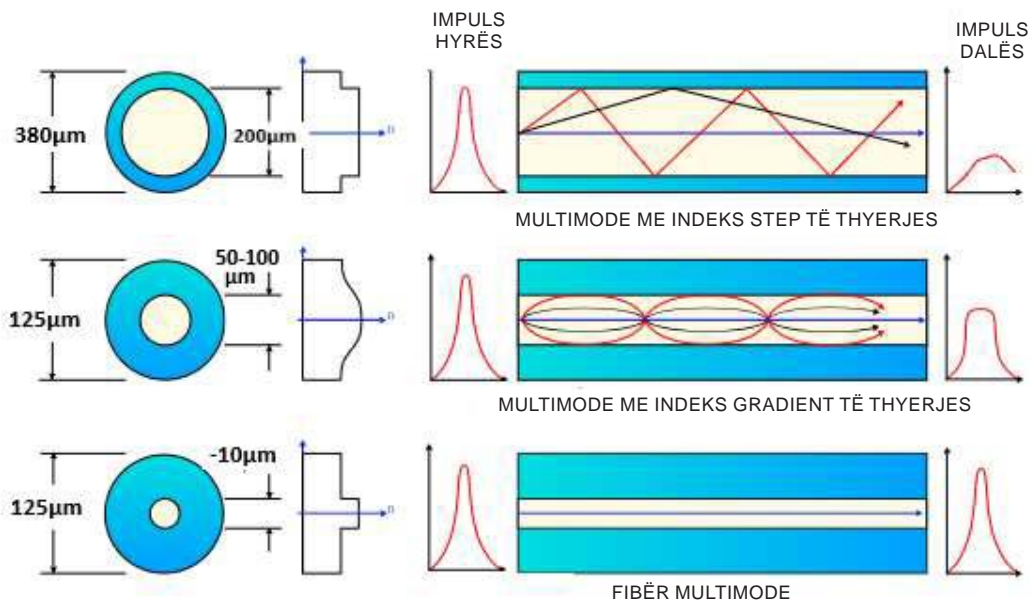 IMPULS
HYRËS
IMPULS
DALËS
380µm
200µm
n
MULTIMODE ME INDEKS STEP TË THYERJES
50-100
µm
125µm
n
MULTIMODE ME INDEKS GRADIENT TË THYERJES
-10µm
125µm
n
FIBËR MULTIMODE